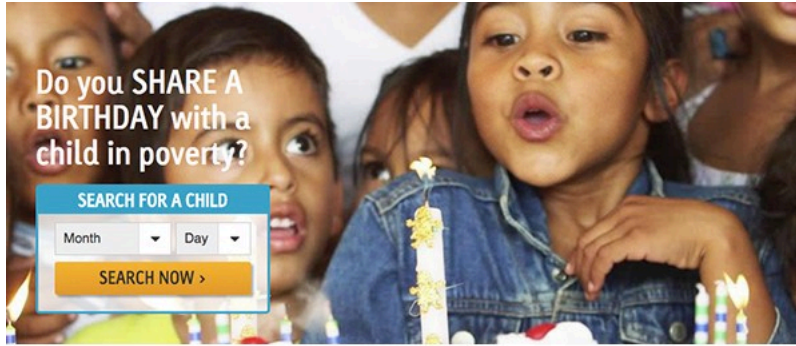 Do you SHARE A
BIRTHDAY with a
child in poverty?
SEARCH FOR A CHILD
Month Day
SEARCH NOW ›